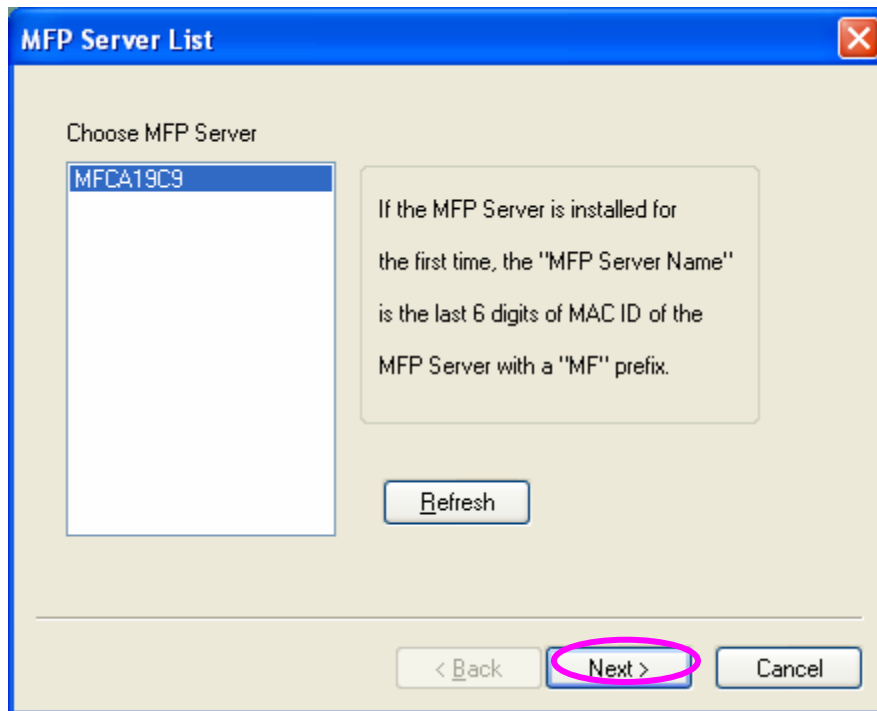 MFP Server List
Choose MFP Server
MFCA19C9
If the MFP Server is installed for
the first time, the "MFP Server Name"
is the last 6 digits of MAC ID of the
MFP Server with a "MF" prefix.
Refresh
< Back
Next >
Cancel